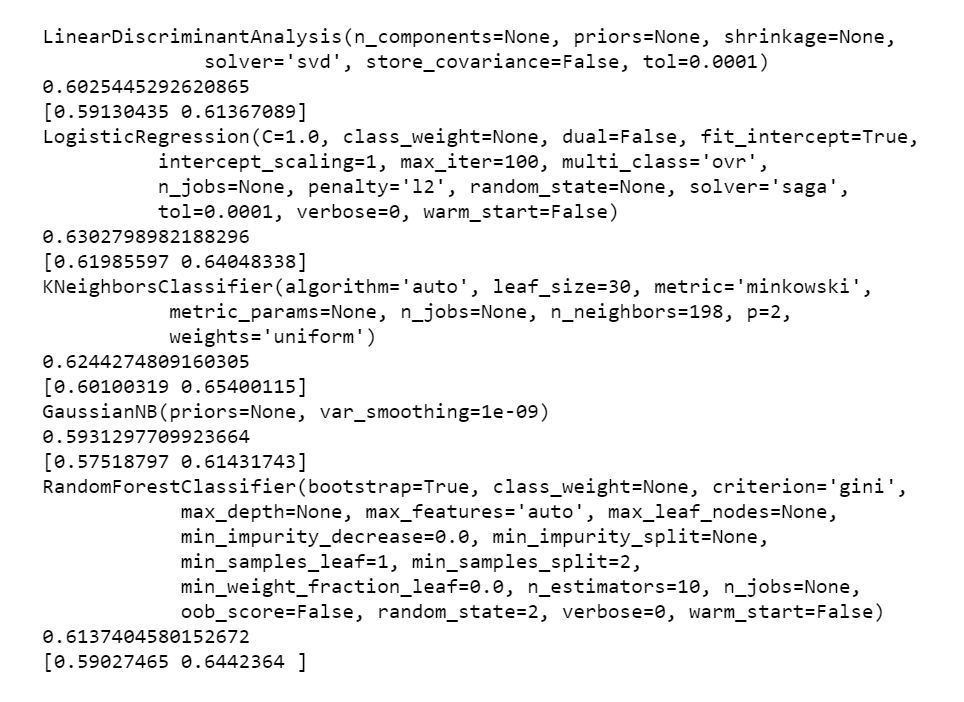 LinearDiscriminantAnalysis(n_components=None, priors=None, shrinkage=None,
solver='svd', store_covariance=False, tol=0.0001)
0.6025445292620865
[0.59130435 0.61367089]
LogisticRegression(C=1.0, class_weight=None, dual=False, fit_intercept=True,
intercept_scaling=1, max_iter=100, multi_class='ovr',
n_jobs=None, penalty='l2', random_state=None, solver='saga',
tol=0.0001, verbose=0, warm_start=False)
0.6302798982188296
[0.61985597 0.64048338]
KNeighborsClassifier(algorithm='auto', leaf_size=30, metric='minkowski',
metric_params=None, n_jobs=None, n_neighbors=198, p=2,
weights='uniform')
0.6244274809160305
[0.60100319 0.65400115]
GaussianNB(priors=None, var_smoothing=1e-09)
0.5931297709923664
[0.57518797 0.61431743]
RandomForestClassifier(bootstrap=True, class_weight=None, criterion='gini',
max_depth=None, max_features='auto', max_leaf_nodes=None,
min_impurity_decrease=0.0, min_impurity_split=None,
min_samples_leaf=1, min_samples_split=2,
min_weight_fraction_leaf=0.0, n_estimators=10, n_jobs=None,
oob_score=False, random_state=2, verbose=0, warm_start=False)
0.6137404580152672
[0.59027465 0.6442364 ]